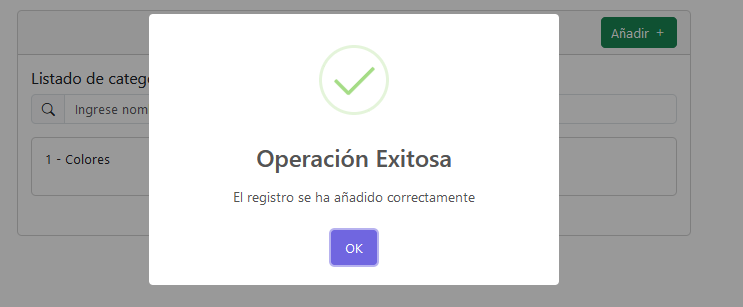 Añadir +
Listado de categ
Ingrese nom
1 - Colores
Operación Exitosa
El registro se ha añadido correctamente
OK